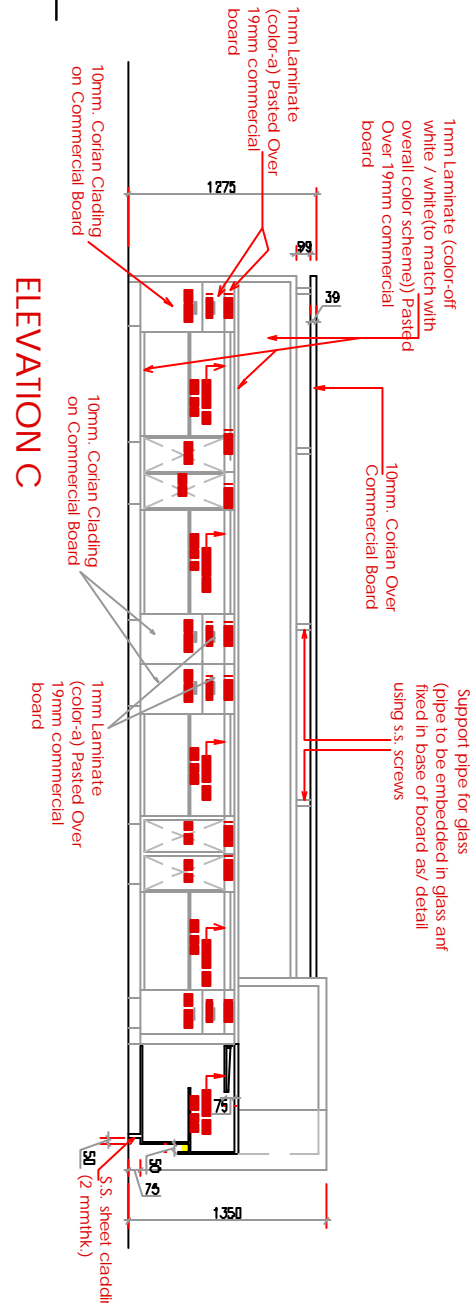 Support pipe for glass
(pipe to be embedded in glass anf
fixed in base of board as/ detail
using s.s. screws
1mm Laminate (color-off
white / white(to match with
overall color scheme)) Pasted
Over 19mm commercial
board
10mm. Corian Over
Commercial Board
1mm Laminate
(color-a) Pasted Over
19mm commercial
board
1275
99
39
10mm. Corian Clading
on Commercial Board
10mm. Corian Clading
on Commercial Board
1mm Laminate
(color-a) Pasted Over
19mm commercial
board
75
50
50
75
1350
S.S. sheet claddi
(2 mmthk.)
ELEVATION C